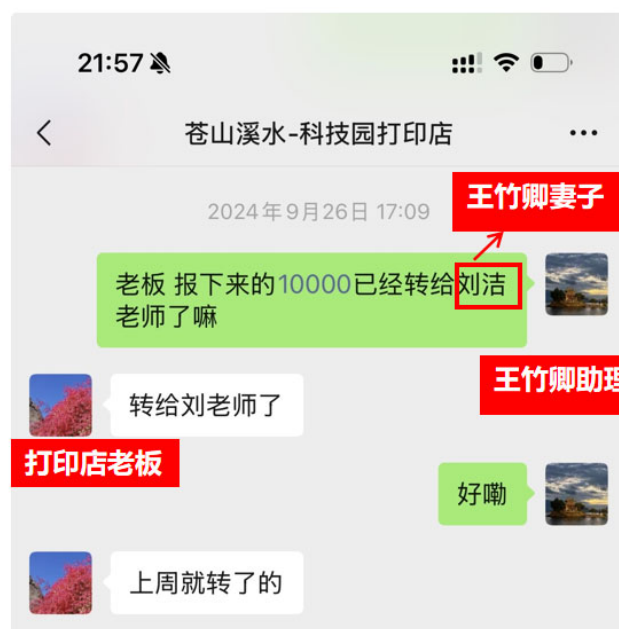 21:57
苍山溪水-科技园打印店
王竹卿妻子
2024年9月26日 17:09
老板 报下来的10000已经转给刘洁
老师了嘛
王竹卿助理
转给刘老师了
打印店老板
好嘞
上周就转了的